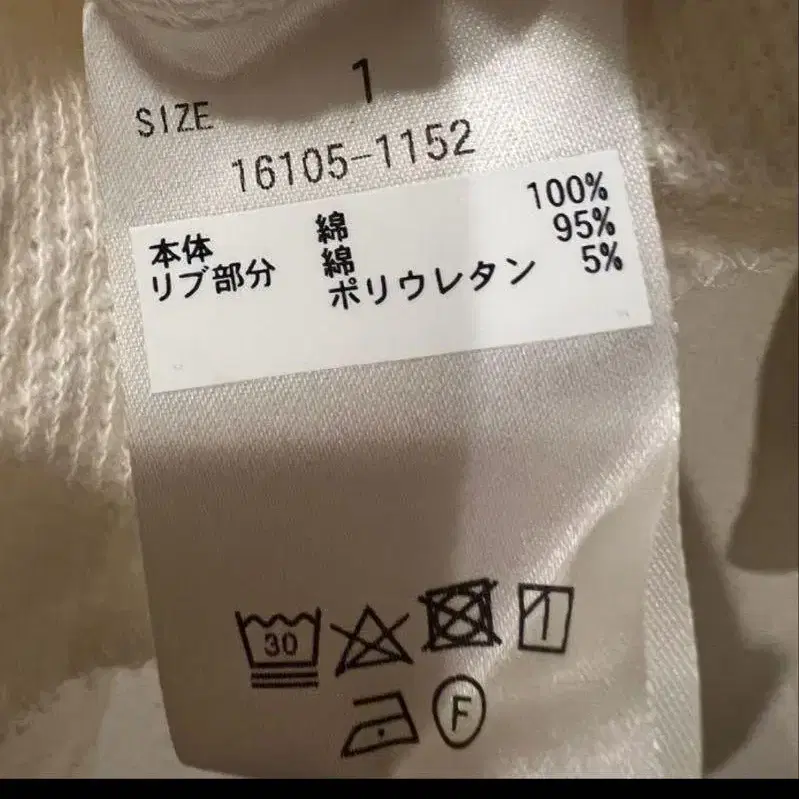 SIZE 1
16105-1152
本体 綿 100%
リブ部分 綿 95%
ポリウレタン 5%
30
F